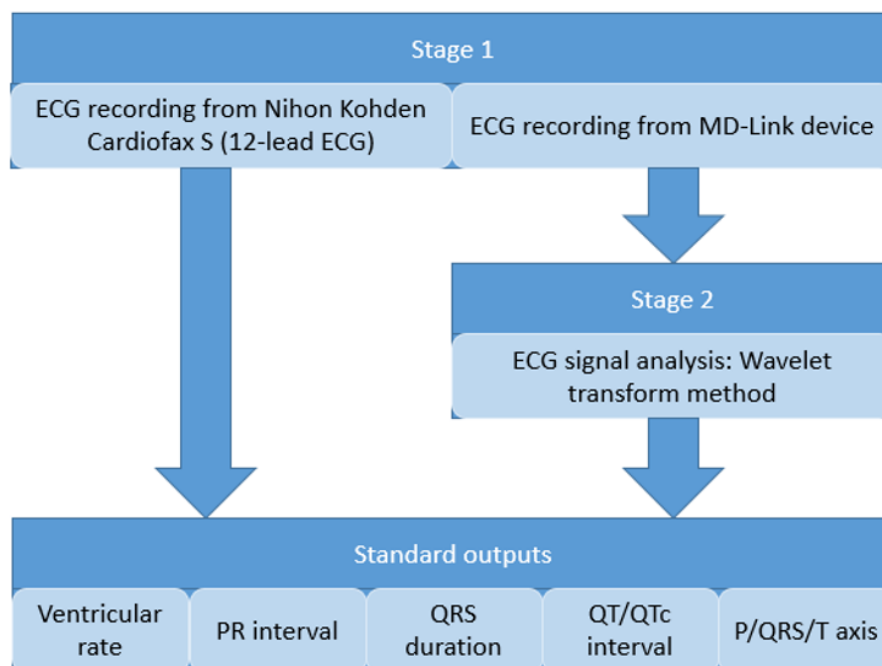 Stage 1
ECG recording from Nihon Kohden
Cardiofax S (12-lead ECG)
ECG recording from MD-Link device
Stage 2
ECG signal analysis: Wavelet
transform method
Standard outputs
Ventricular
rate
PR interval
QRS
duration
QT/QTc
interval
P/QRS/T axis